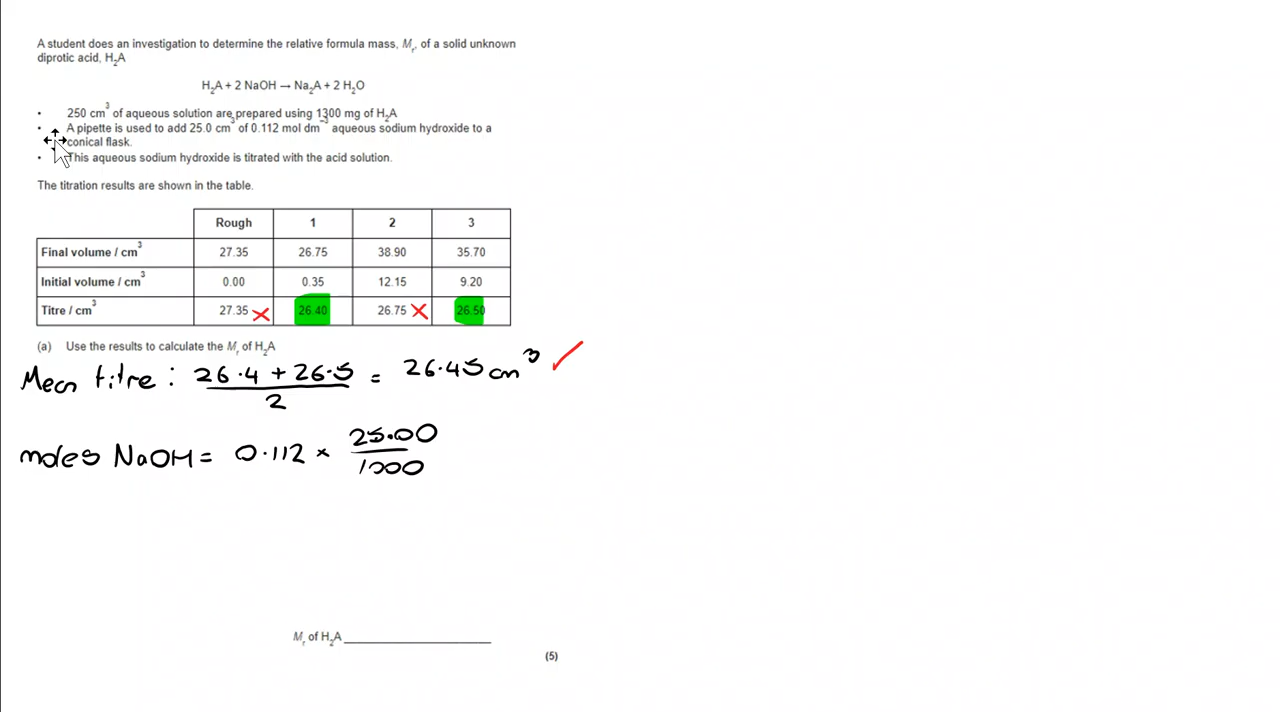 A student does an investigation to determine the relative formula mass, Mr, of a solid unknown
diprotic acid, H2A
H2A + 2 NaOH → Na2A + 2 H2O
• 250 cm3 of aqueous solution are prepared using 1300 mg of H2A
• A pipette is used to add 25.0 cm3 of 0.112 mol dm−3 aqueous sodium hydroxide to a
conical flask.
• This aqueous sodium hydroxide is titrated with the acid solution.
The titration results are shown in the table.
Rough 1 2 3
Final volume / cm3 27.35 26.75 38.90 35.70
Initial volume / cm3 0.00 0.35 12.15 9.20
Titre / cm3 27.35 26.40 26.75 26.50
(a) Use the results to calculate the Mr of H2A
Mean titre : 26.4 + 26.5 / 2 = 26.45 cm3
moles NaOH = 0.112 × 25.00 / 1000
Mr of H2A
(5)